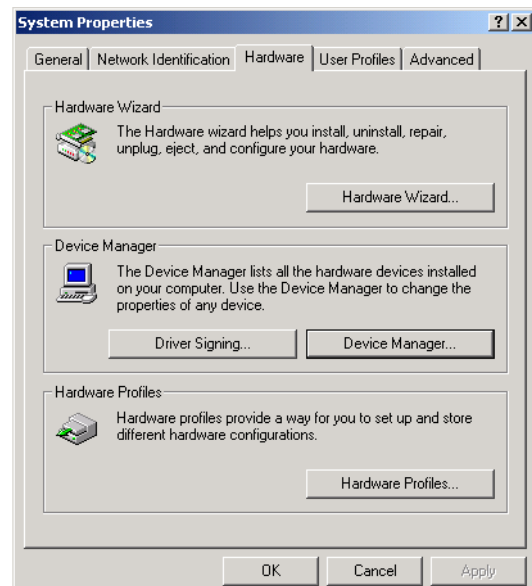 System Properties
General Network Identification Hardware User Profiles Advanced
Hardware Wizard
The Hardware wizard helps you install, uninstall, repair,
unplug, eject, and configure your hardware.
Hardware Wizard...
Device Manager
The Device Manager lists all the hardware devices installed
on your computer. Use the Device Manager to change the
properties of any device.
Driver Signing... Device Manager...
Hardware Profiles
Hardware profiles provide a way for you to set up and store
different hardware configurations.
Hardware Profiles...
OK Cancel Apply